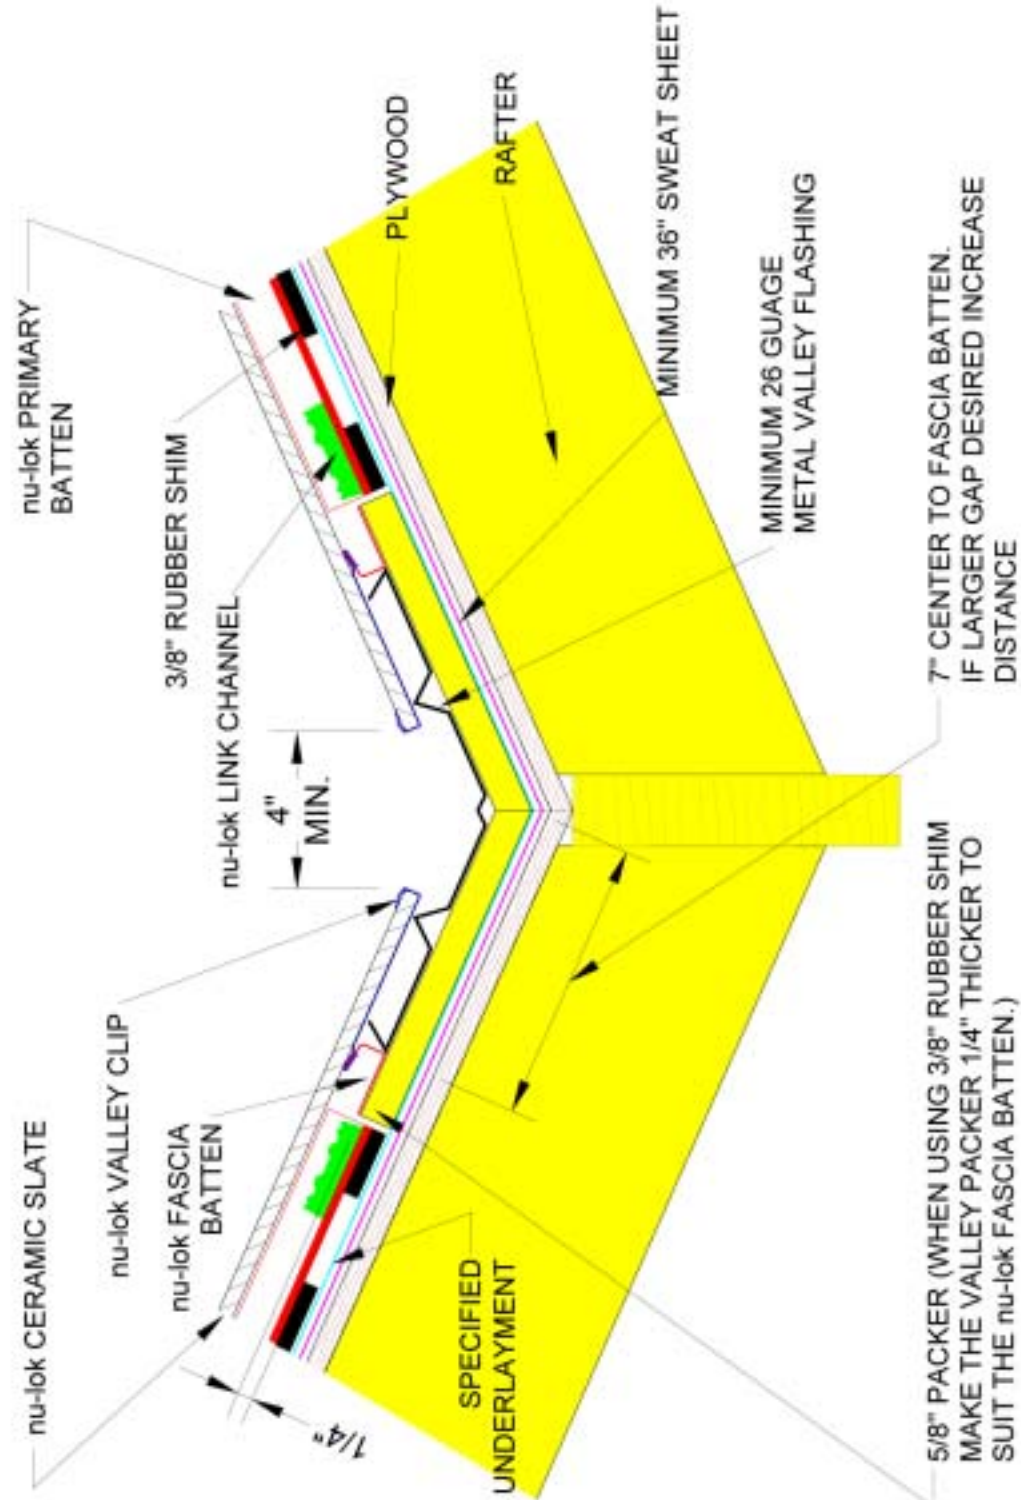 nu-lok CERAMIC SLATE
nu-lok VALLEY CLIP
nu-lok FASCIA
BATTEN
nu-lok LINK CHANNEL
3/8" RUBBER SHIM
nu-lok PRIMARY
BATTEN
4"
MIN.
1/4"
PLYWOOD
RAFTER
SPECIFIED
UNDERLAYMENT
MINIMUM 36" SWEAT SHEET
MINIMUM 26 GUAGE
METAL VALLEY FLASHING
5/8" PACKER (WHEN USING 3/8" RUBBER SHIM
MAKE THE VALLEY PACKER 1/4" THICKER TO
SUIT THE nu-lok FASCIA BATTEN.)
7" CENTER TO FASCIA BATTEN.
IF LARGER GAP DESIRED INCREASE
DISTANCE